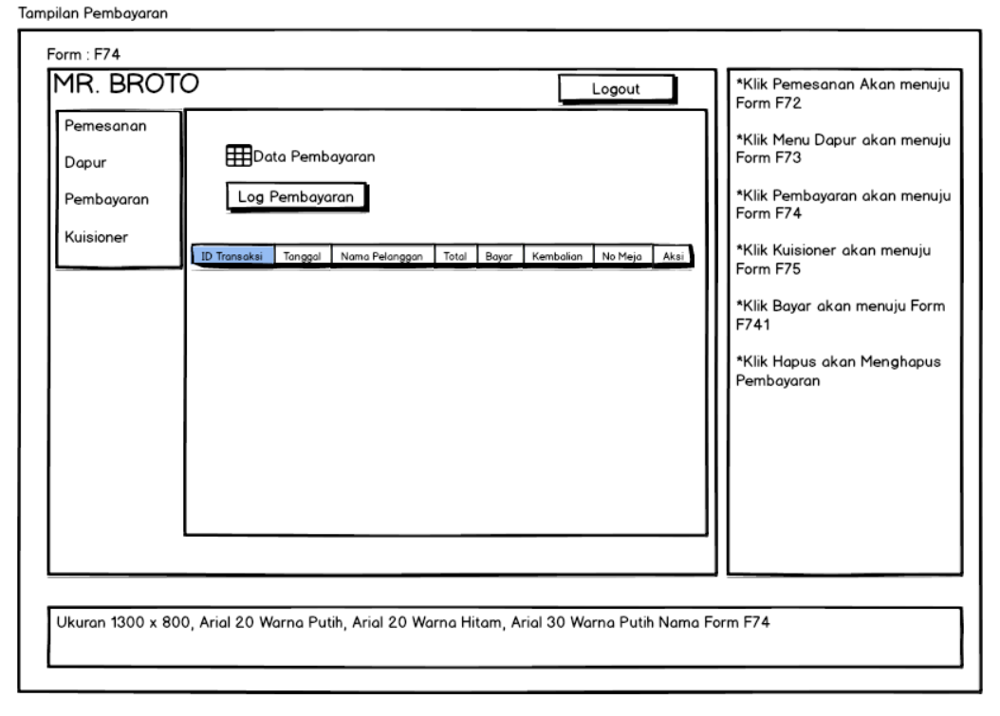 Tampilan Pembayaran
Form : F74
MR. BROTO
Logout
Pemesanan
Dapur
Pembayaran
Kuisioner
Data Pembayaran
Log Pembayaran
ID Transaksi Tanggal Nama Pelanggan Total Bayar Kembalian No Meja Aksi
*Klik Pemesanan Akan menuju
Form F72
*Klik Menu Dapur akan menuju
Form F73
*Klik Pembayaran akan menuju
Form F74
*Klik Kuisioner akan menuju
Form F75
*Klik Bayar akan menuju Form
F741
*Klik Hapus akan Menghapus
Pembayaran
Ukuran 1300 x 800, Arial 20 Warna Putih, Arial 20 Warna Hitam, Arial 30 Warna Putih Nama Form F74